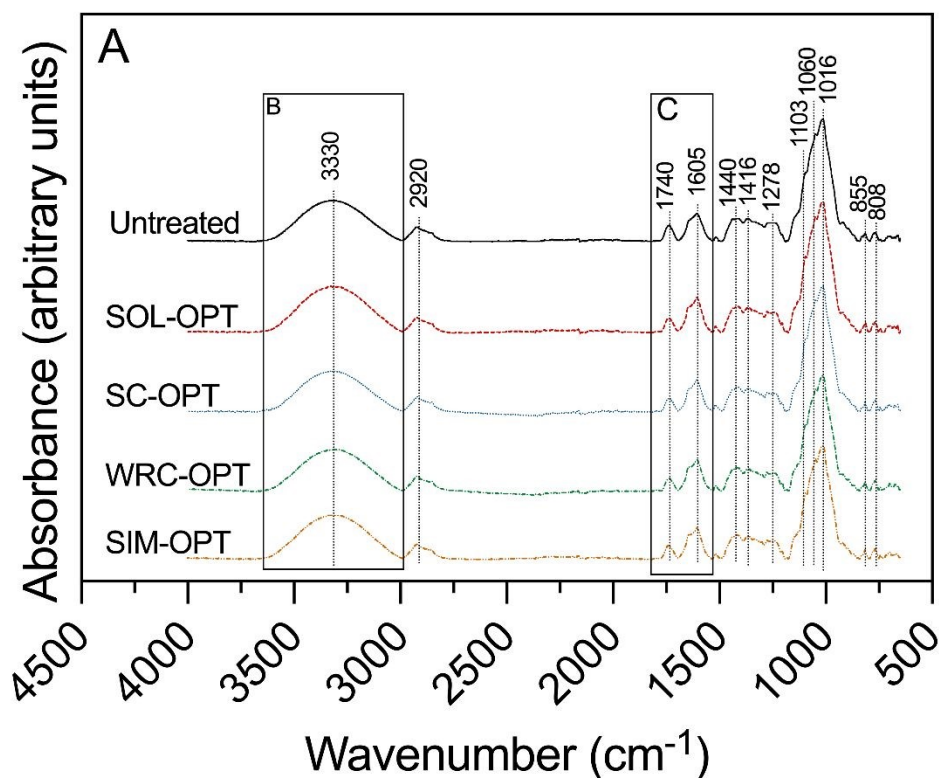 A
B
C
3330
2920
1740
1605
1440
1416
1278
1103
1060
1016
855
808
Untreated
SOL-OPT
SC-OPT
WRC-OPT
SIM-OPT
Absorbance (arbitrary units)
4500
4000
3500
3000
2500
2000
1500
1000
500
Wavenumber (cm⁻¹)